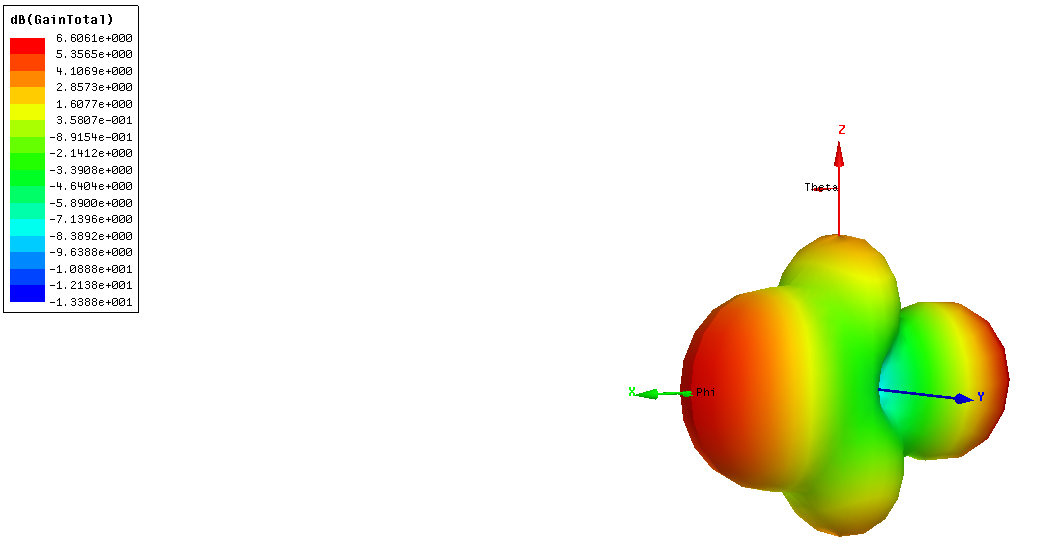 dB(GainTotal)
6.6061e+000
5.3565e+000
4.1069e+000
2.8573e+000
1.6077e+000
3.5807e-001
-8.9154e-001
-2.1412e+000
-3.3908e+000
-4.6404e+000
-5.8900e+000
-7.1396e+000
-8.3892e+000
-9.6388e+000
-1.0888e+001
-1.2138e+001
-1.3388e+001
Z
Theta
X
Phi
Y